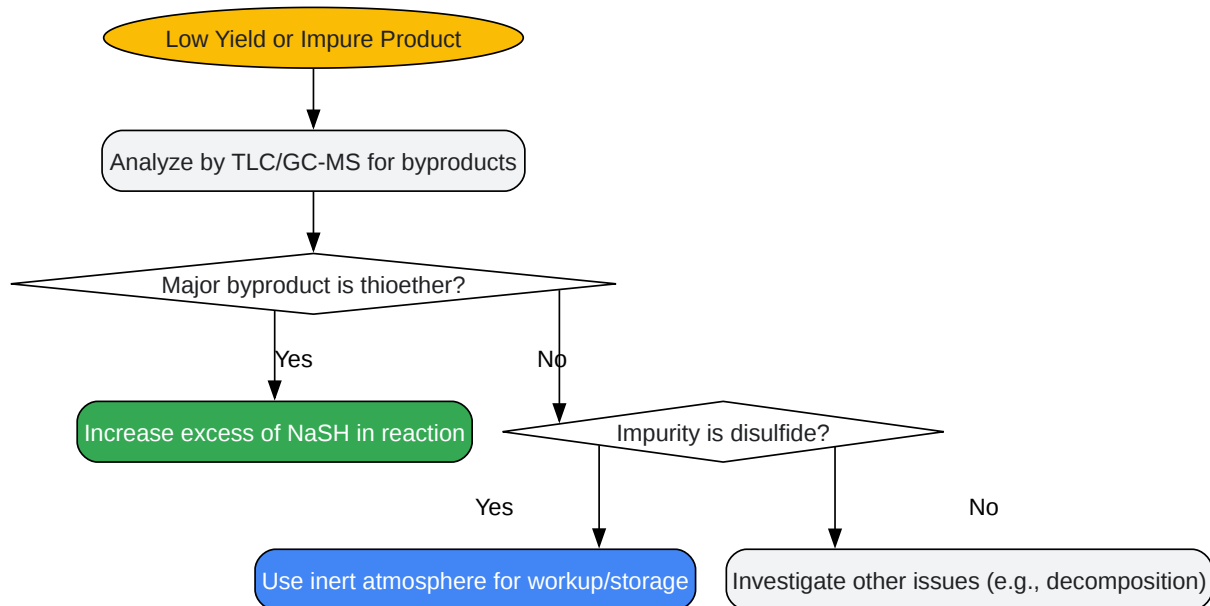 Low Yield or Impure Product
Analyze by TLC/GC-MS for byproducts
Major byproduct is thioether?
Yes
No
Increase excess of NaSH in reaction
Impurity is disulfide?
Yes
No
Use inert atmosphere for workup/storage
Investigate other issues (e.g., decomposition)